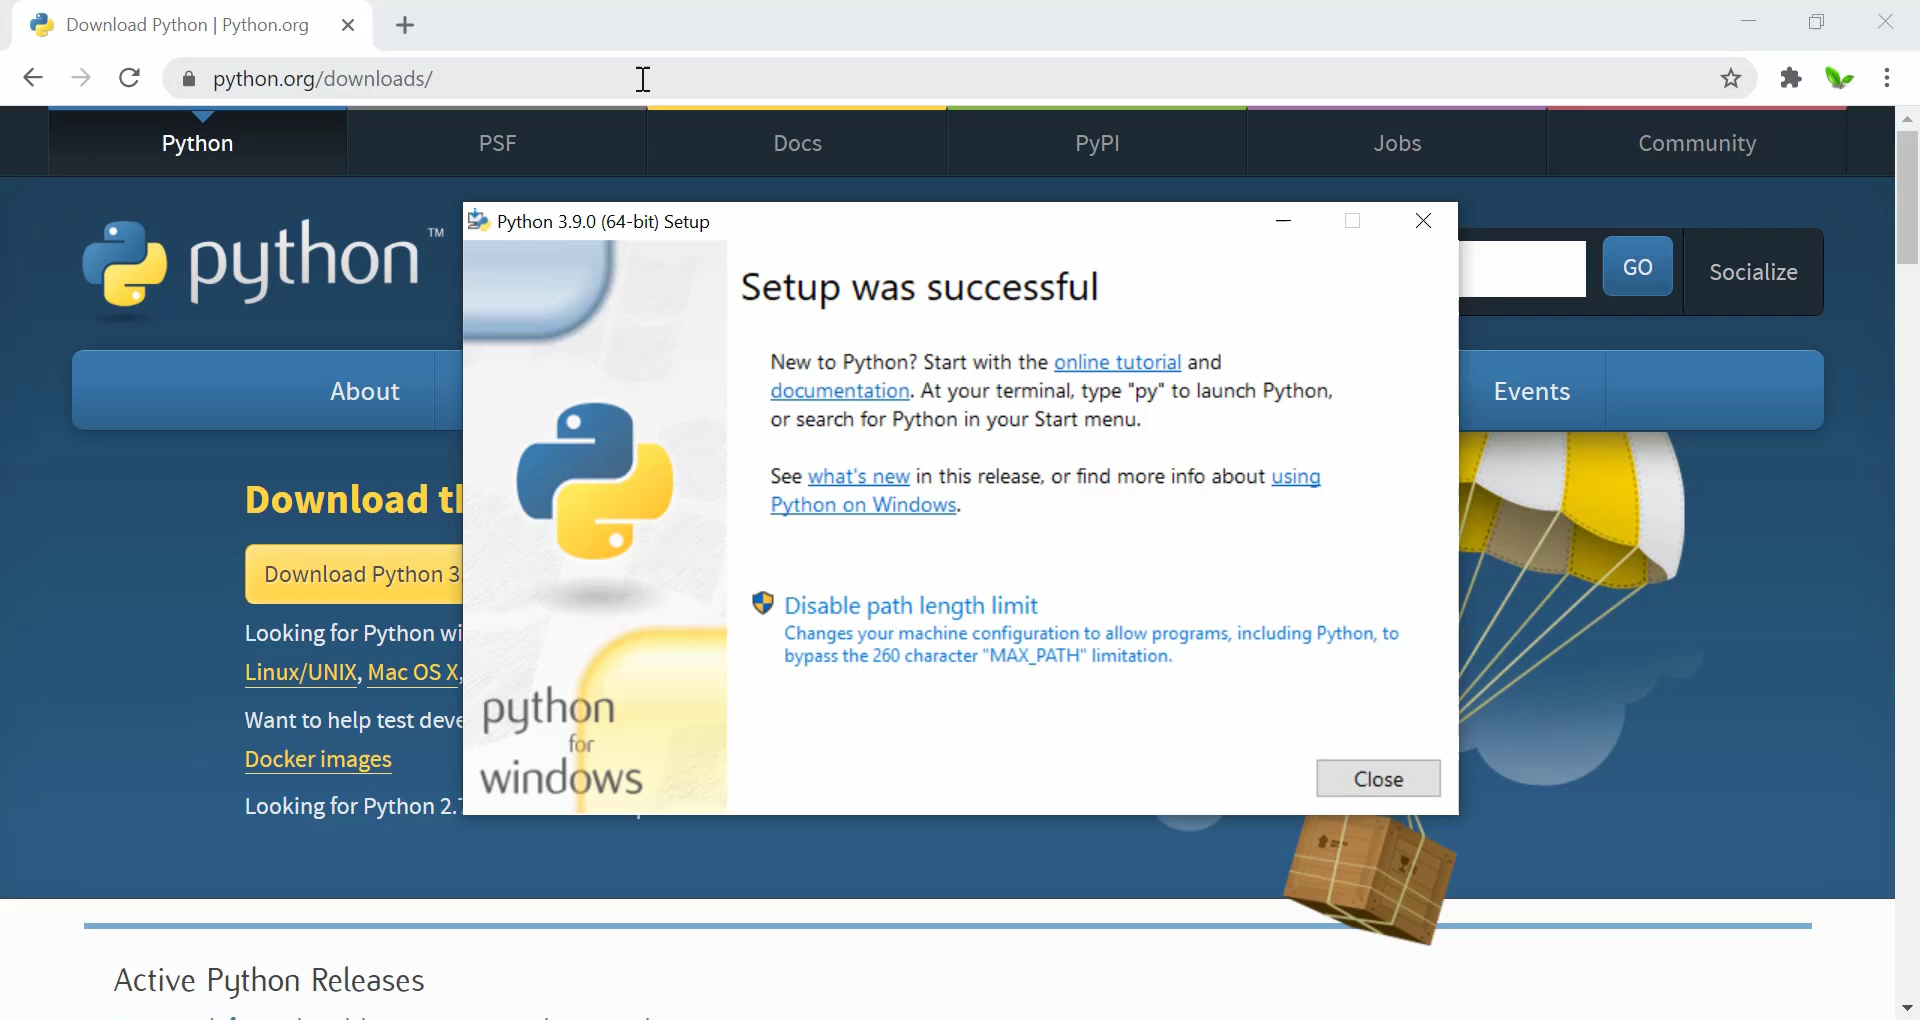 Download Python | Python.org
python.org/downloads/
Python PSF Docs PyPI Jobs Community
python™
Python 3.9.0 (64-bit) Setup
GO
Socialize
Setup was successful
New to Python? Start with the online tutorial and
documentation. At your terminal, type "py" to launch Python,
or search for Python in your Start menu.
About
Events
See what's new in this release, or find more info about using
Python on Windows.
Download
Download Python 3
Disable path length limit
Changes your machine configuration to allow programs, including Python, to
bypass the 260 character "MAX_PATH" limitation.
Looking for Python
Linux/UNIX, Mac OS X,
Want to help test
Docker images
Looking for Python 2.
python
for
windows
Close
Active Python Releases